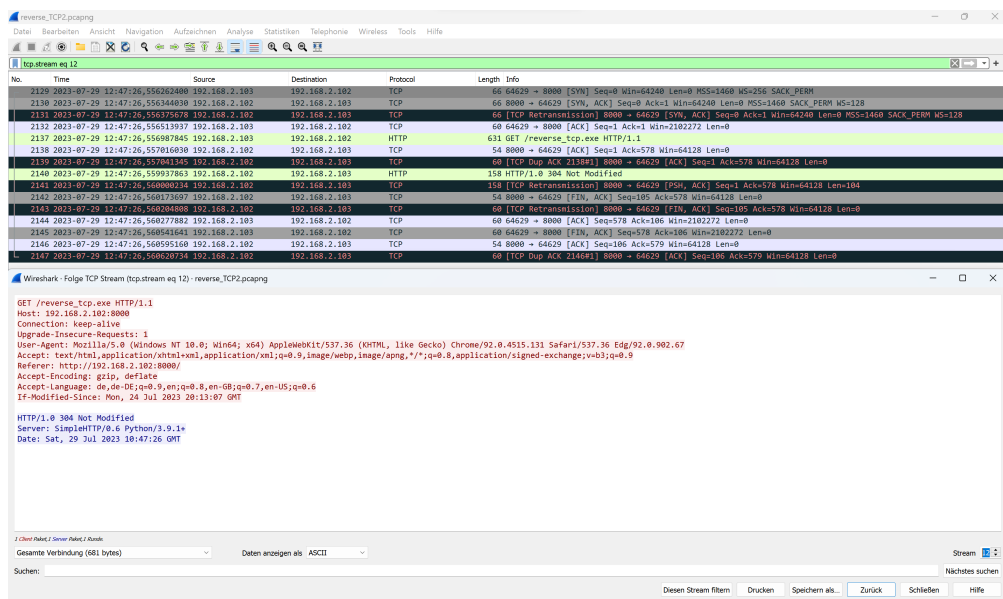 reverse_TCP2.pcapng
Datei Bearbeiten Ansicht Navigation Aufzeichnen Analyse Statistiken Telephonie Wireless Tools Hilfe
tcp.stream eq 12
No. Time Source Destination Protocol Length Info
2129 2023-07-29 12:47:26,556262400 192.168.2.103 192.168.2.102 TCP 66 64629 → 8000 [SYN] Seq=0 Win=64240 Len=0 MSS=1460 WS=256 SACK_PERM
2130 2023-07-29 12:47:26,556344030 192.168.2.102 192.168.2.103 TCP 66 8000 → 64629 [SYN, ACK] Seq=0 Ack=1 Win=64240 Len=0 MSS=1460 SACK_PERM WS=128
2131 2023-07-29 12:47:26,556375678 192.168.2.102 192.168.2.103 TCP 66 [TCP Retransmission] 8000 → 64629 [SYN, ACK] Seq=0 Ack=1 Win=64240 Len=0 MSS=1460 SACK_PERM WS=128
2132 2023-07-29 12:47:26,556513937 192.168.2.103 192.168.2.102 TCP 60 64629 → 8000 [ACK] Seq=1 Ack=1 Win=2102272 Len=0
2137 2023-07-29 12:47:26,556987845 192.168.2.103 192.168.2.102 HTTP 631 GET /reverse_tcp.exe HTTP/1.1
2138 2023-07-29 12:47:26,557016030 192.168.2.102 192.168.2.103 TCP 54 8000 → 64629 [ACK] Seq=1 Ack=578 Win=64128 Len=0
2139 2023-07-29 12:47:26,557041345 192.168.2.102 192.168.2.103 TCP 60 [TCP Dup ACK 2138#1] 8000 → 64629 [ACK] Seq=1 Ack=578 Win=64128 Len=0
2140 2023-07-29 12:47:26,559937863 192.168.2.102 192.168.2.103 HTTP 158 HTTP/1.0 304 Not Modified
2141 2023-07-29 12:47:26,560000234 192.168.2.102 192.168.2.103 TCP 158 [TCP Retransmission] 8000 → 64629 [PSH, ACK] Seq=1 Ack=578 Win=64128 Len=104
2142 2023-07-29 12:47:26,560173697 192.168.2.102 192.168.2.103 TCP 54 8000 → 64629 [FIN, ACK] Seq=105 Ack=578 Win=64128 Len=0
2143 2023-07-29 12:47:26,560204808 192.168.2.102 192.168.2.103 TCP 60 [TCP Retransmission] 8000 → 64629 [FIN, ACK] Seq=105 Ack=578 Win=64128 Len=0
2144 2023-07-29 12:47:26,560277882 192.168.2.103 192.168.2.102 TCP 60 64629 → 8000 [ACK] Seq=578 Ack=106 Win=2102272 Len=0
2145 2023-07-29 12:47:26,560541641 192.168.2.103 192.168.2.102 TCP 60 64629 → 8000 [FIN, ACK] Seq=578 Ack=106 Win=2102272 Len=0
2146 2023-07-29 12:47:26,560595160 192.168.2.102 192.168.2.103 TCP 54 8000 → 64629 [ACK] Seq=106 Ack=579 Win=64128 Len=0
2147 2023-07-29 12:47:26,560620734 192.168.2.102 192.168.2.103 TCP 60 [TCP Dup ACK 2146#1] 8000 → 64629 [ACK] Seq=106 Ack=579 Win=64128 Len=0
Wireshark · Folge TCP Stream (tcp.stream eq 12) · reverse_TCP2.pcapng
GET /reverse_tcp.exe HTTP/1.1
Host: 192.168.2.102:8000
Connection: keep-alive
Upgrade-Insecure-Requests: 1
User-Agent: Mozilla/5.0 (Windows NT 10.0; Win64; x64) AppleWebKit/537.36 (KHTML, like Gecko) Chrome/92.0.4515.131 Safari/537.36 Edg/92.0.902.67
Accept: text/html,application/xhtml+xml,application/xml;q=0.9,image/webp,image/apng,*/*;q=0.8,application/signed-exchange;v=b3;q=0.9
Referer: http://192.168.2.102:8000/
Accept-Encoding: gzip, deflate
Accept-Language: de,de-DE;q=0.9,en;q=0.8,en-GB;q=0.7,en-US;q=0.6
If-Modified-Since: Mon, 24 Jul 2023 20:13:07 GMT
HTTP/1.0 304 Not Modified
Server: SimpleHTTP/0.6 Python/3.9.1+
Date: Sat, 29 Jul 2023 10:47:26 GMT
1 Client Paket,1 Server Paket,1 Runde.
Gesamte Verbindung (681 bytes) Daten anzeigen als ASCII Stream 12
Suchen: Nächstes suchen
Diesen Stream filtern Drucken Speichern als... Zurück Schließen Hilfe